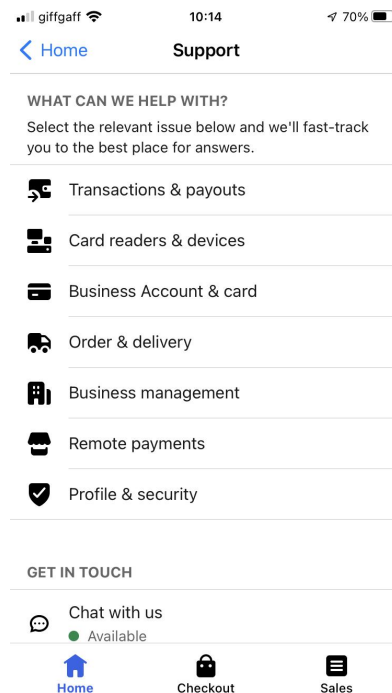 giffgaff 10:14 70%
Home Support
WHAT CAN WE HELP WITH?
Select the relevant issue below and we'll fast-track
you to the best place for answers.
Transactions & payouts
Card readers & devices
Business Account & card
Order & delivery
Business management
Remote payments
Profile & security
GET IN TOUCH
Chat with us
Available
Home Checkout Sales